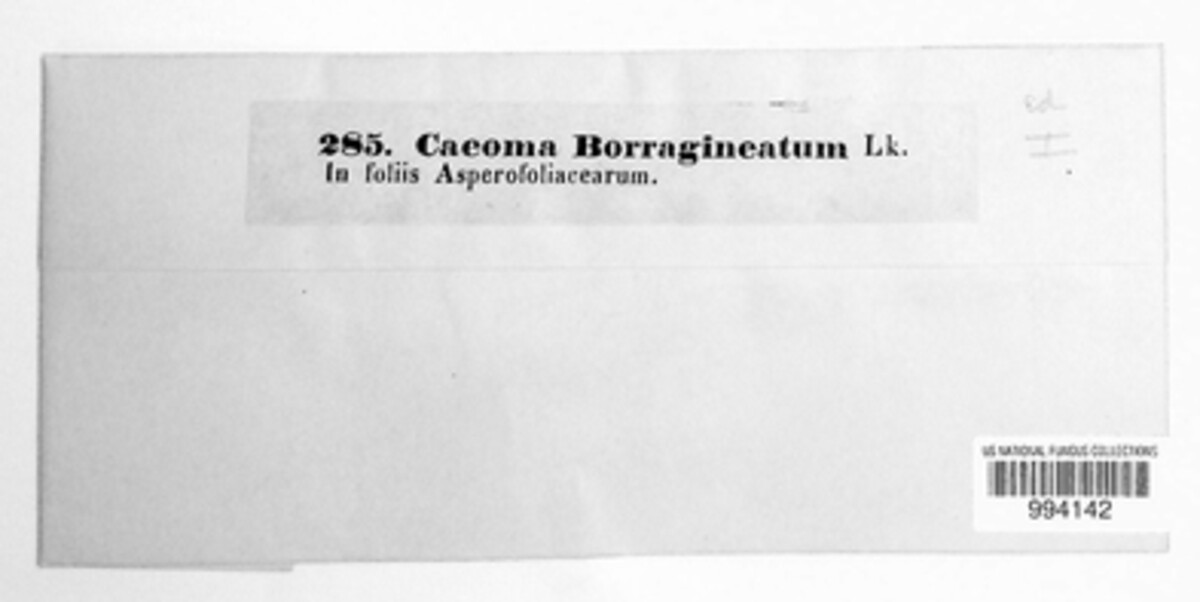 285. Caeoma Borragineatum Lk.
In foliis Asperofoliacearum.
US NATIONAL FUNGUS COLLECTIONS
994142